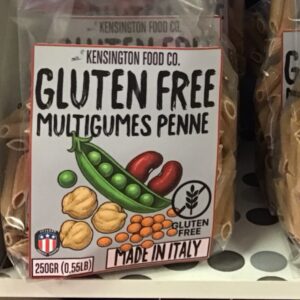 KENSINGTON FOOD CO.
KENSINGTON FOOD CO.
GLUTEN FREE
MULTIGUMES PENNE
GLUTEN
FREE
MADE IN ITALY
250GR (0,55LB)